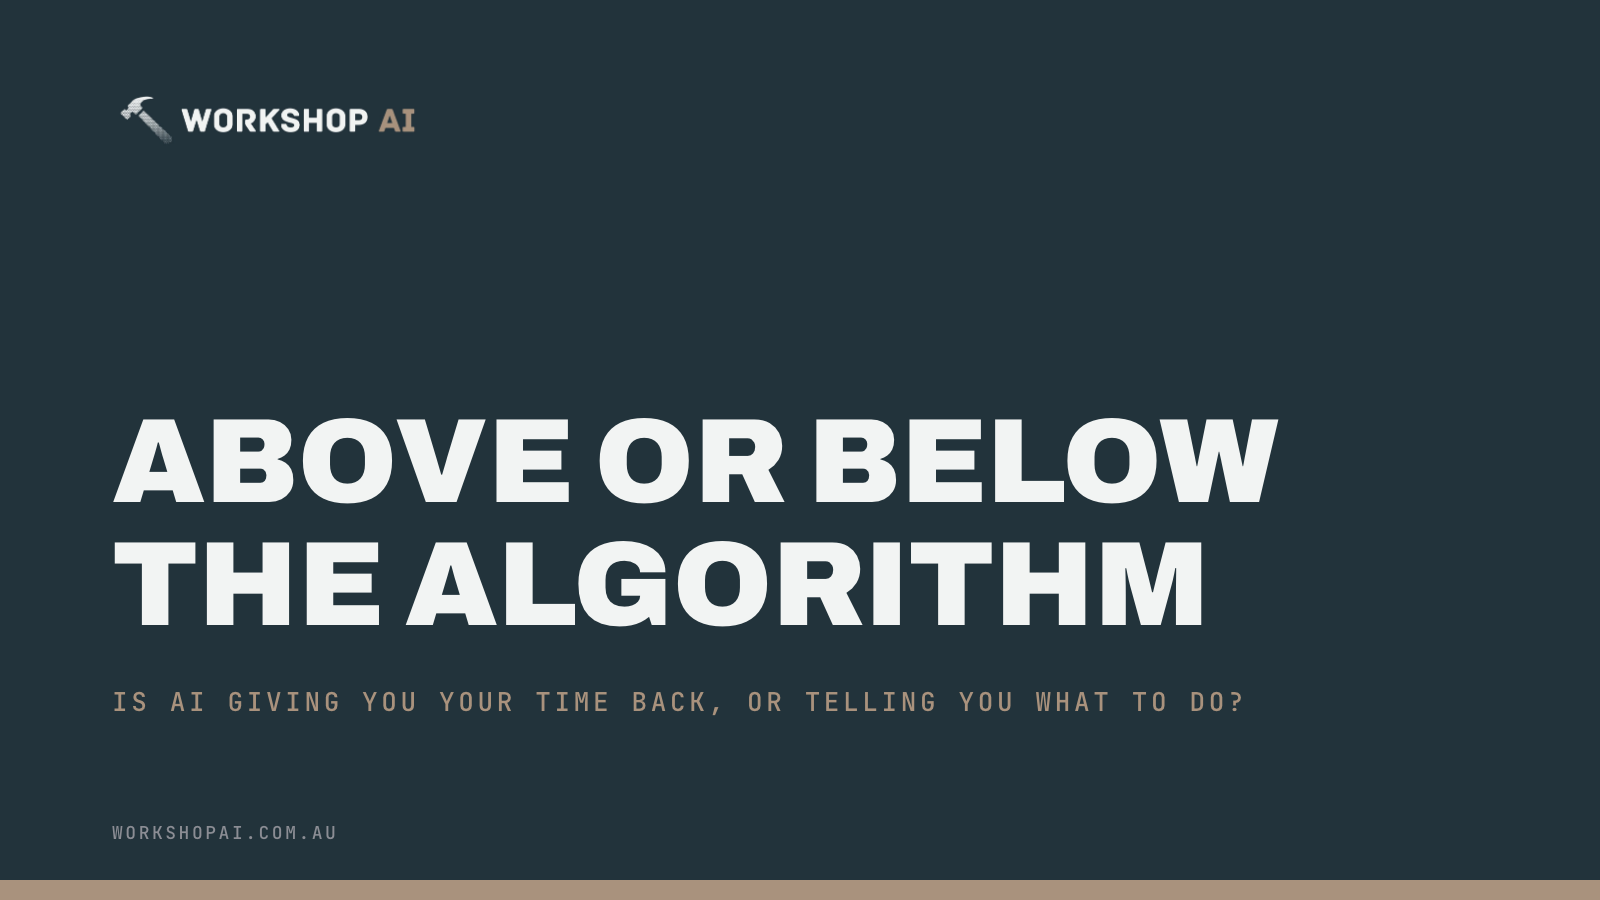 WORKSHOP AI
ABOVE OR BELOW
THE ALGORITHM
IS AI GIVING YOU YOUR TIME BACK, OR TELLING YOU WHAT TO DO?
WORKSHOPAI.COM.AU